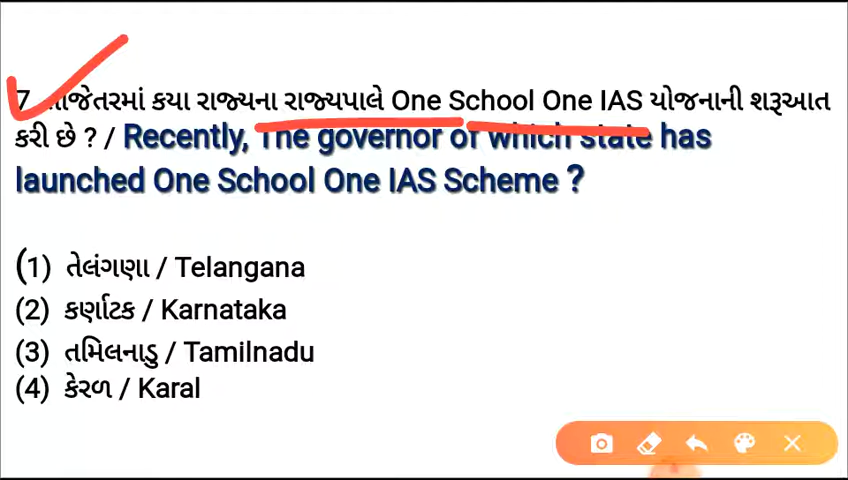 7 તાજેતરમાં કયા રાજ્યના રાજ્યપાલે One School One IAS યોજનાની શરૂઆત
કરી છે ? / Recently, The governor of which state has
launched One School One IAS Scheme ?
(1) તેલંગણા / Telangana
(2) કર્ણાટક / Karnataka
(3) તમિલનાડુ / Tamilnadu
(4) કેરળ / Karal